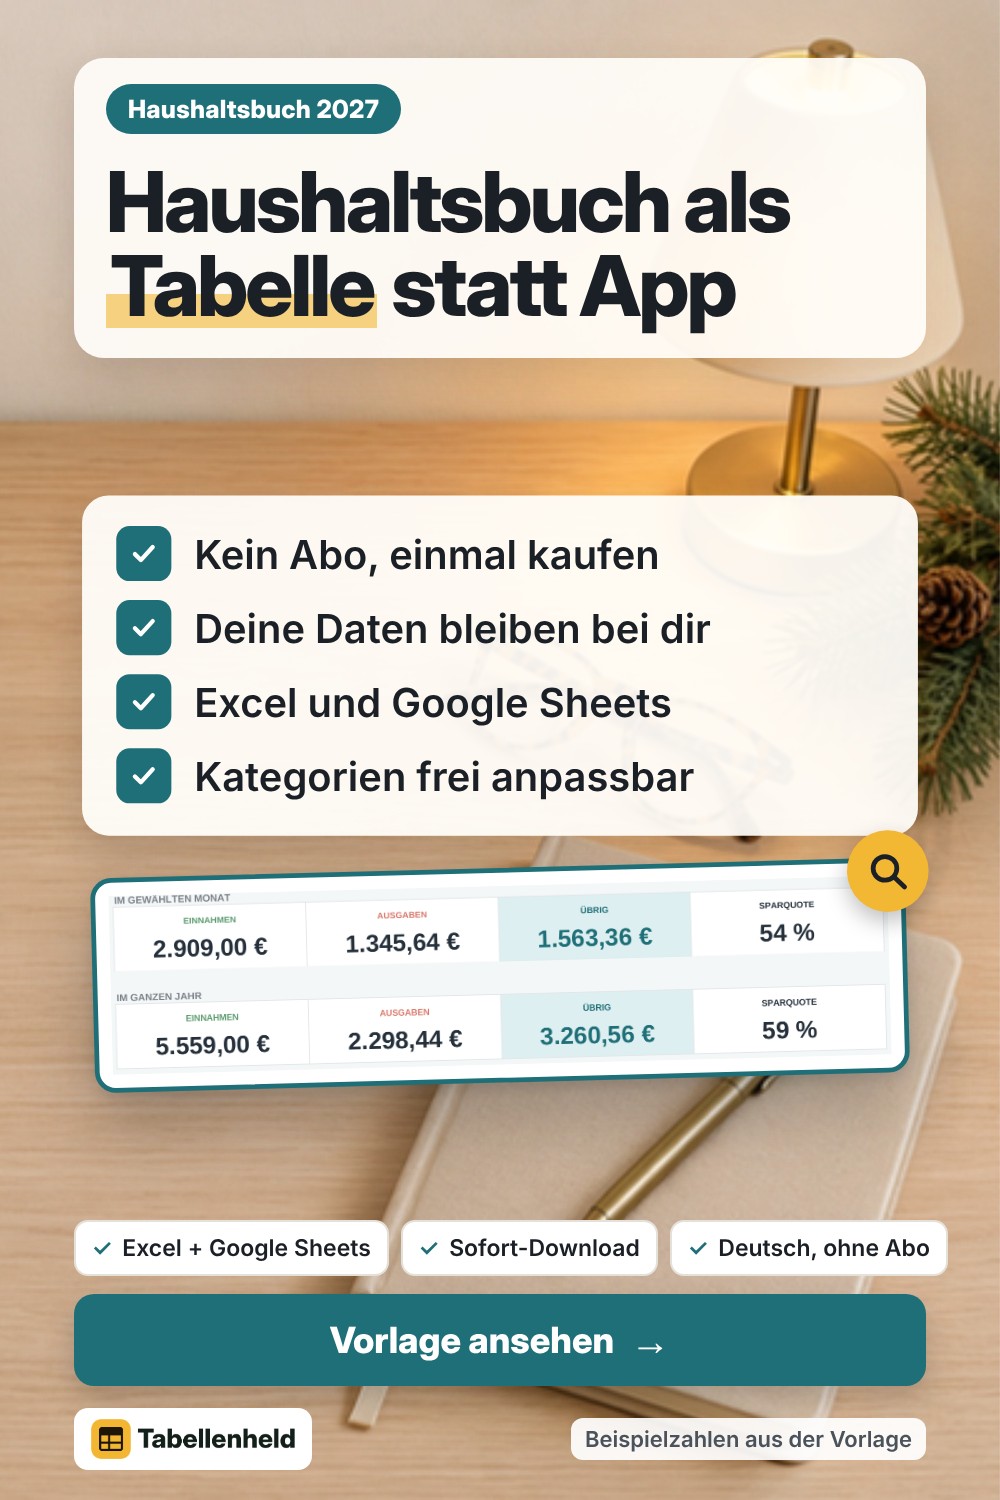 Haushaltsbuch 2027
Haushaltsbuch als
Tabelle statt App
Kein Abo, einmal kaufen
Deine Daten bleiben bei dir
Excel und Google Sheets
Kategorien frei anpassbar
IM GEWÄHLTEN MONAT
EINNAHMEN AUSGABEN ÜBRIG SPARQUOTE
2.909,00 € 1.345,64 € 1.563,36 € 54 %
IM GANZEN JAHR
EINNAHMEN AUSGABEN ÜBRIG SPARQUOTE
5.559,00 € 2.298,44 € 3.260,56 € 59 %
Excel + Google Sheets Sofort-Download Deutsch, ohne Abo
Vorlage ansehen →
Tabellenheld Beispielzahlen aus der Vorlage